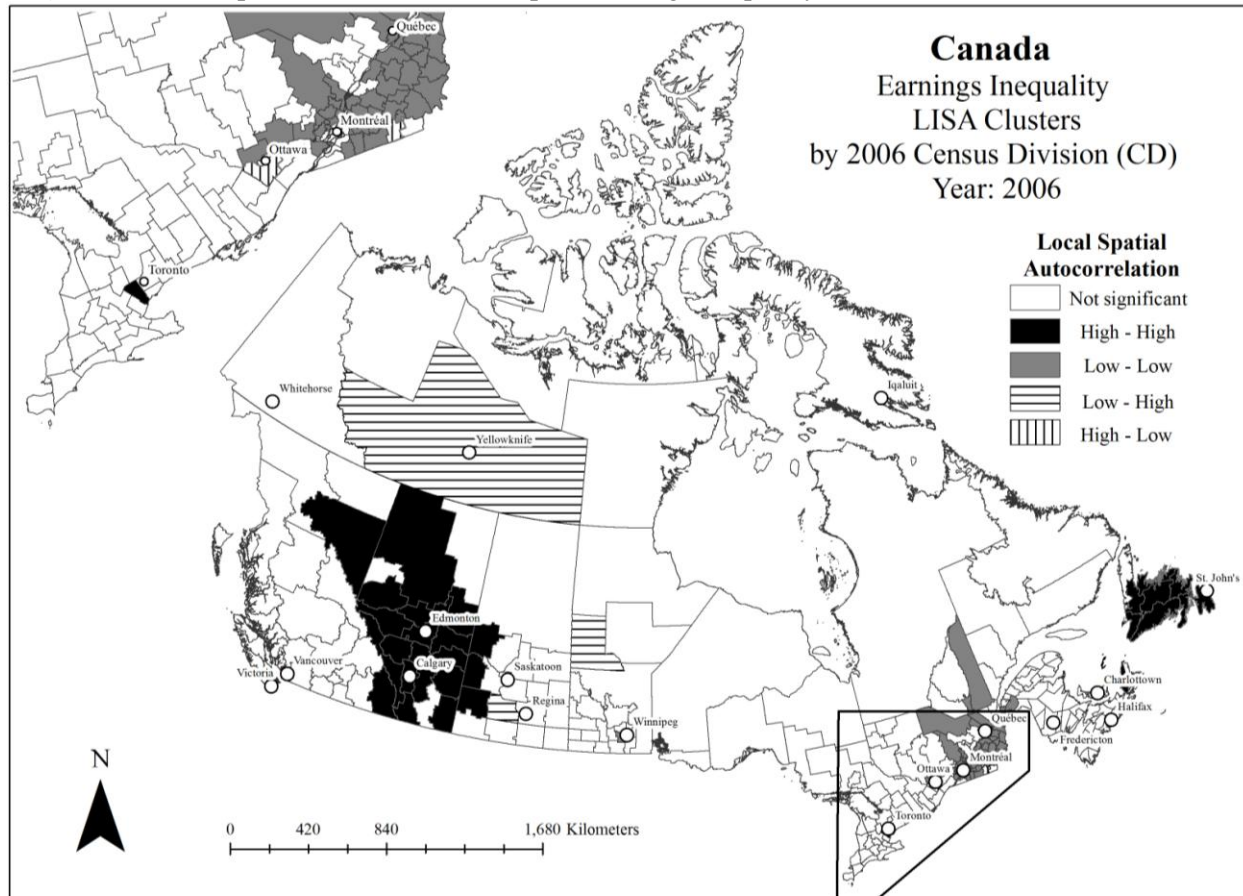 Canada
Earnings Inequality
LISA Clusters
by 2006 Census Division (CD)
Year: 2006
Local Spatial
Autocorrelation
Not significant
High - High
Low - Low
Low - High
High - Low
Québec
Montréal
Ottawa
Toronto
Whitehorse
Yellowknife
Iqaluit
Edmonton
Calgary
Vancouver
Victoria
Saskatoon
Regina
Winnipeg
St. John's
Charlottown
Halifax
Fredericton
Québec
Montréal
Ottawa
Toronto
N
0 420 840 1,680 Kilometers